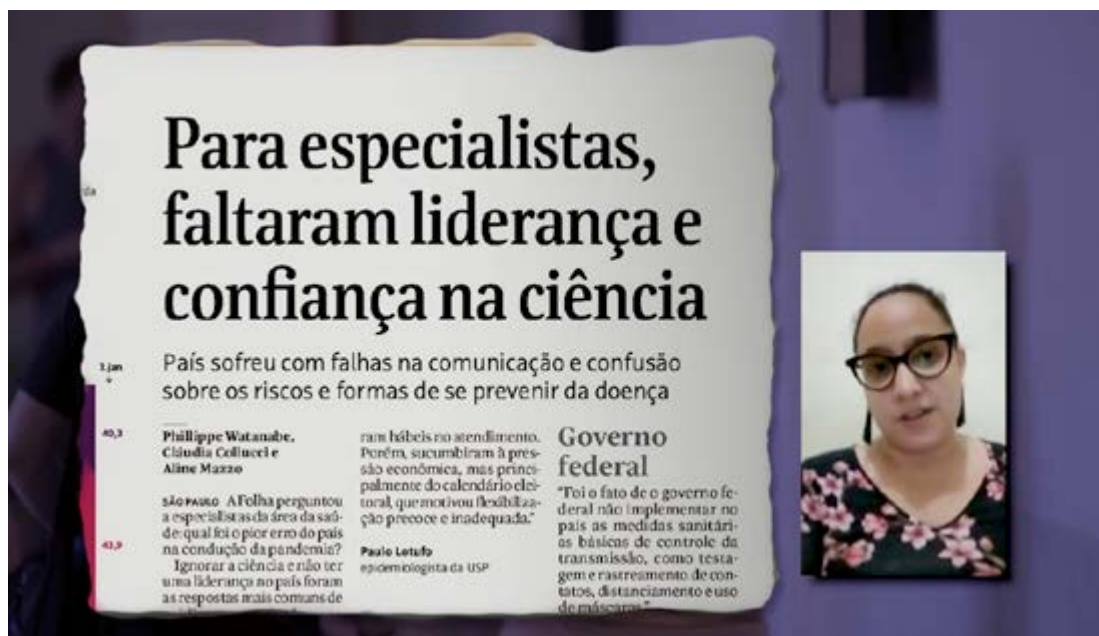 Para especialistas,
faltaram liderança e
confiança na ciência
País sofreu com falhas na comunicação e confusão
sobre os riscos e formas de se prevenir da doença
da
3.jan
40,3
43,9
Phillippe Watanabe,
Cláudia Collucci e
Aline Mazzo
SÃO PAULO A Folha perguntou
a especialistas da área da saú-
de: qual foi o pior erro do país
na condução da pandemia?
Ignorar a ciência e não ter
uma liderança no país foram
as respostas mais comuns de
ram hábeis no atendimento.
Porém, sucumbiram à pres-
são econômica, mas princi-
palmente do calendário elei-
toral, que motivou flexibiliza-
ção precoce e inadequada."
Paulo Lotufo
epidemiologista da USP
Governo
federal
"Foi o fato de o governo fe-
deral não implementar no
país as medidas sanitári-
as básicas de controle da
transmissão, como testa-
gem e rastreamento de con-
tatos, distanciamento e uso
de máscaras."